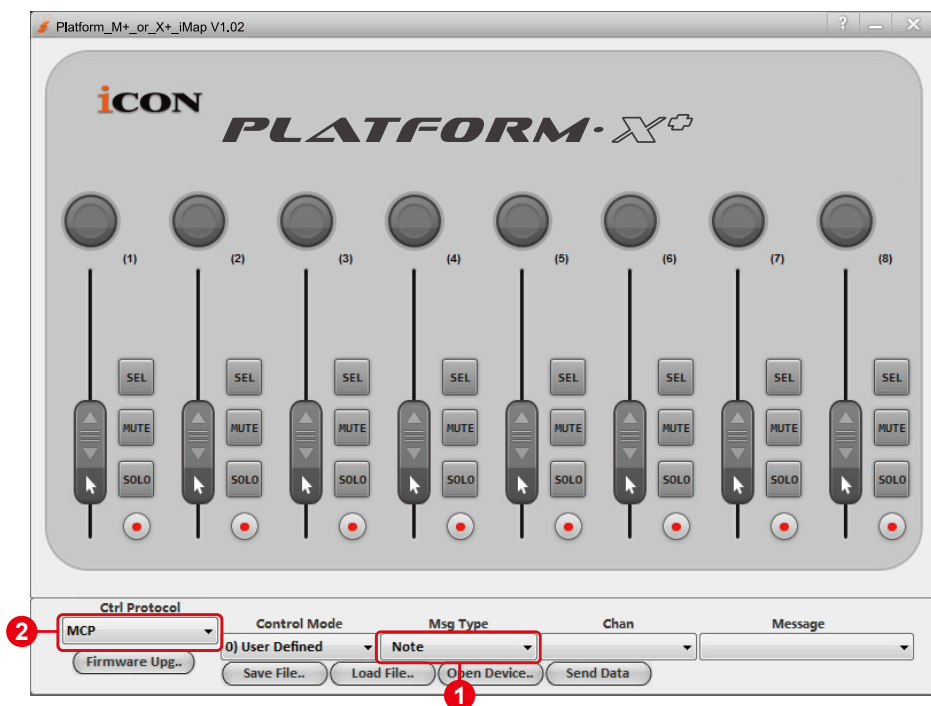 Platform_M+_or_X+_iMap V1.02
? — X
iCON
PLATFORM·X+
(1) (2) (3) (4) (5) (6) (7) (8)
SEL SEL SEL SEL SEL SEL SEL SEL
MUTE MUTE MUTE MUTE MUTE MUTE MUTE MUTE
SOLO SOLO SOLO SOLO SOLO SOLO SOLO SOLO
Ctrl Protocol
Control Mode Msg Type Chan Message
2 MCP
0) User Defined Note
Firmware Upg..
Save File.. Load File.. Open Device.. Send Data
1